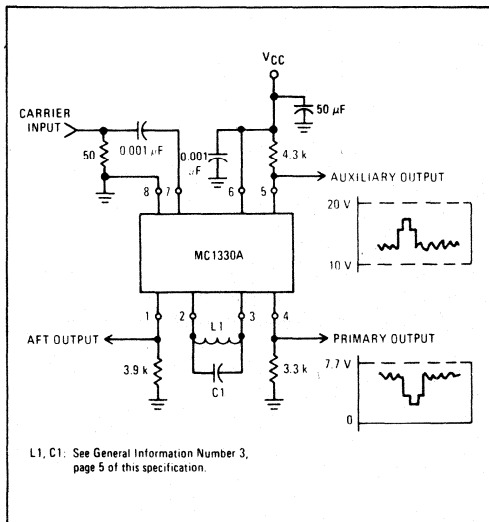 VCC
50 µF
CARRIER
INPUT
0.001 µF
50
0.001
µF
4.3 k
8
7
6
5
AUXILIARY OUTPUT
20 V
10 V
MC1330A
1
2
3
4
L1
C1
AFT OUTPUT
3.9 k
3.3 k
PRIMARY OUTPUT
7.7 V
0
L1, C1: See General Information Number 3,
page 5 of this specification.